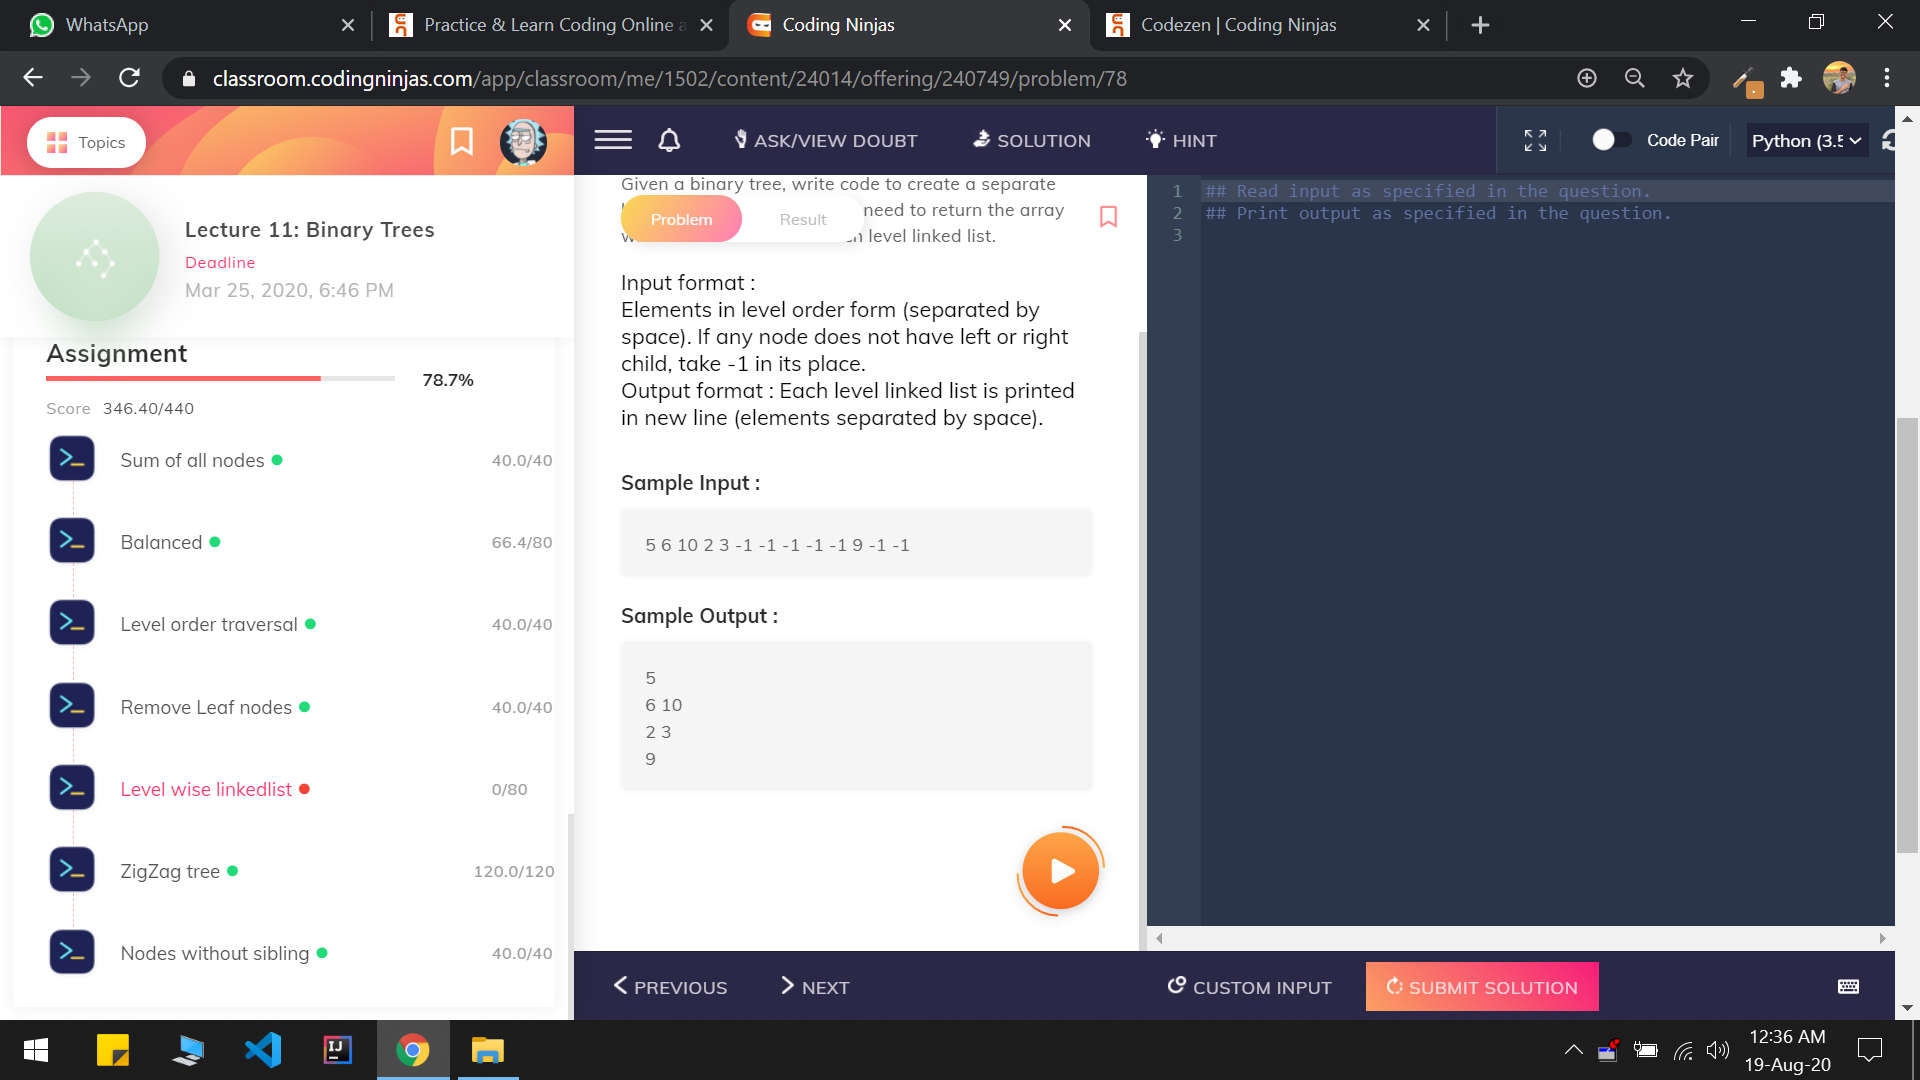 WhatsApp
Practice & Learn Coding Online a
Coding Ninjas
Codezen | Coding Ninjas
classroom.codingninjas.com/app/classroom/me/1502/content/24014/offering/240749/problem/78
Topics
ASK/VIEW DOUBT
SOLUTION
HINT
Code Pair
Python (3.5
Lecture 11: Binary Trees
Deadline
Mar 25, 2020, 6:46 PM
Assignment
78.7%
Score 346.40/440
Sum of all nodes 40.0/40
Balanced 66.4/80
Level order traversal 40.0/40
Remove Leaf nodes 40.0/40
Level wise linkedlist 0/80
ZigZag tree 120.0/120
Nodes without sibling 40.0/40
Given a binary tree, write code to create a separate
need to return the array
level linked list.
Problem
Result
Input format :
Elements in level order form (separated by
space). If any node does not have left or right
child, take -1 in its place.
Output format : Each level linked list is printed
in new line (elements separated by space).
Sample Input :
5 6 10 2 3 -1 -1 -1 -1 -1 9 -1 -1
Sample Output :
5
6 10
2 3
9
1 ## Read input as specified in the question.
2 ## Print output as specified in the question.
3
PREVIOUS
NEXT
CUSTOM INPUT
SUBMIT SOLUTION
IJ
12:36 AM
19-Aug-20